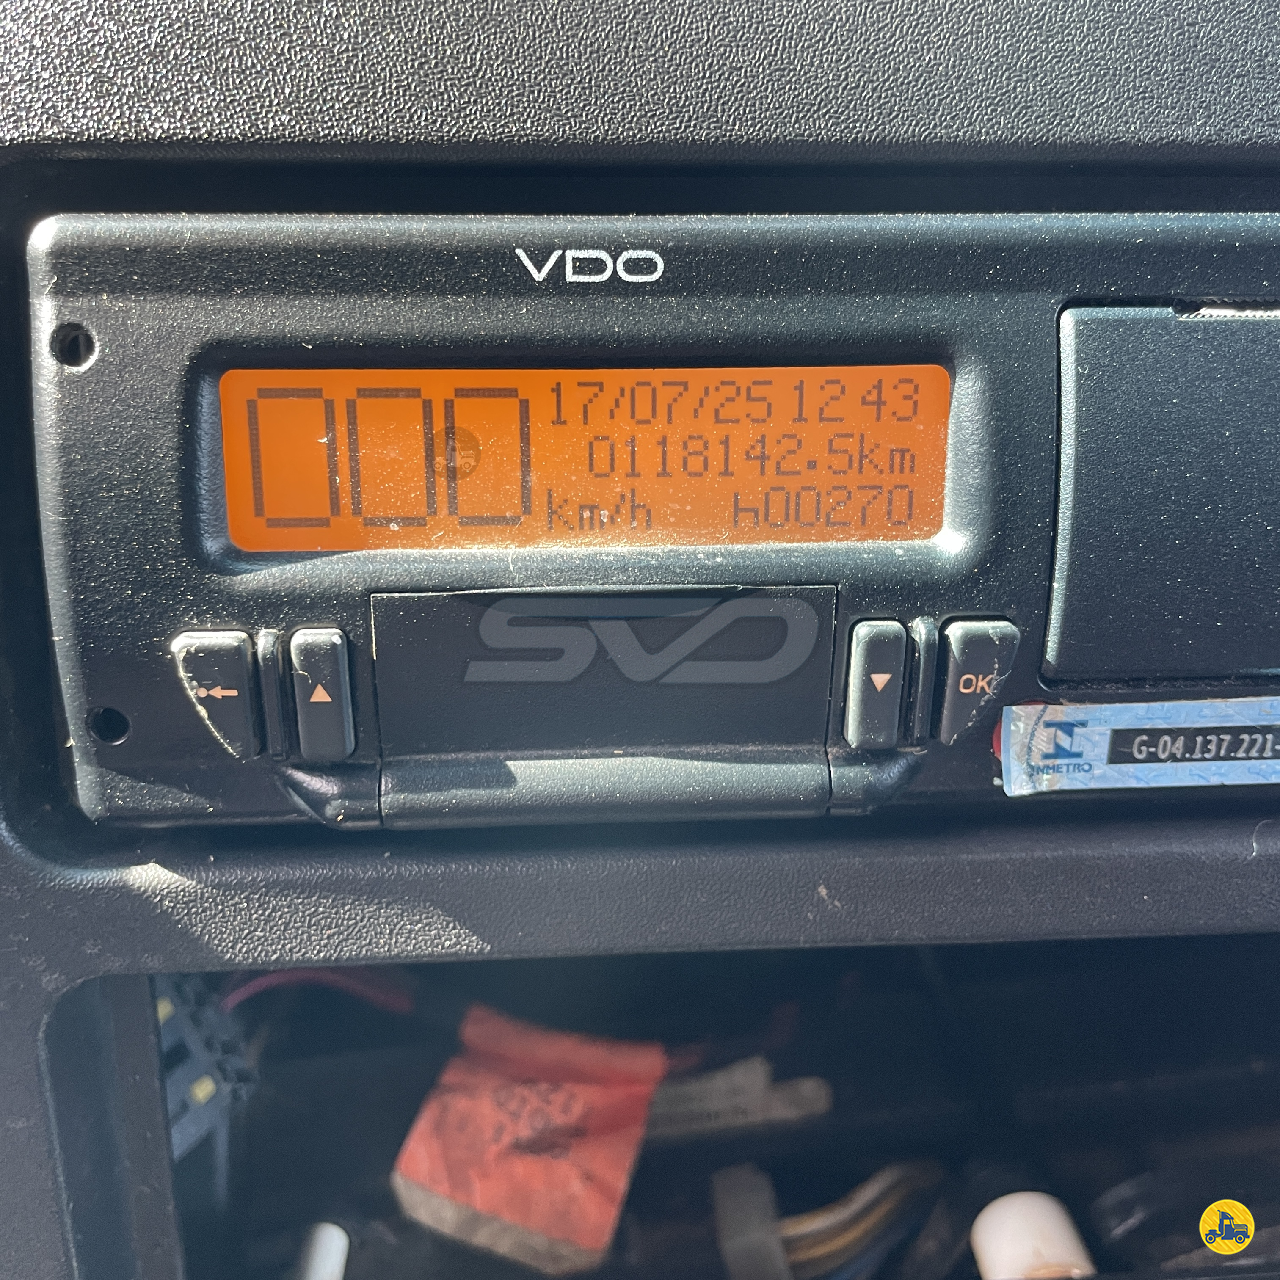 VDO
000
17/07/25 12 43
0118142.5km
km/h h00270
SVD
OK
INMETRO
G-04.137.221-